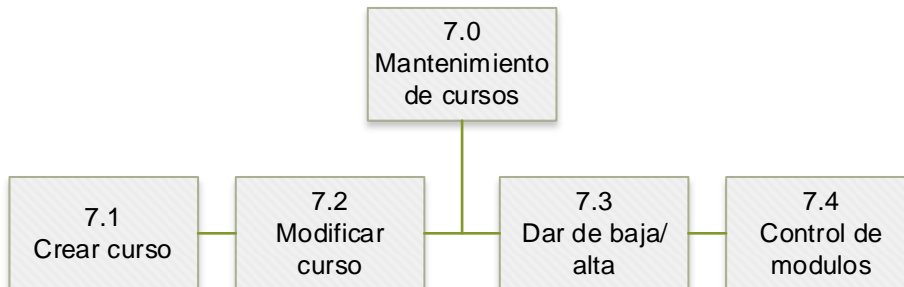 7.0
Mantenimiento
de cursos
7.1
Crear curso
7.2
Modificar
curso
7.3
Dar de baja/
alta
7.4
Control de
modulos